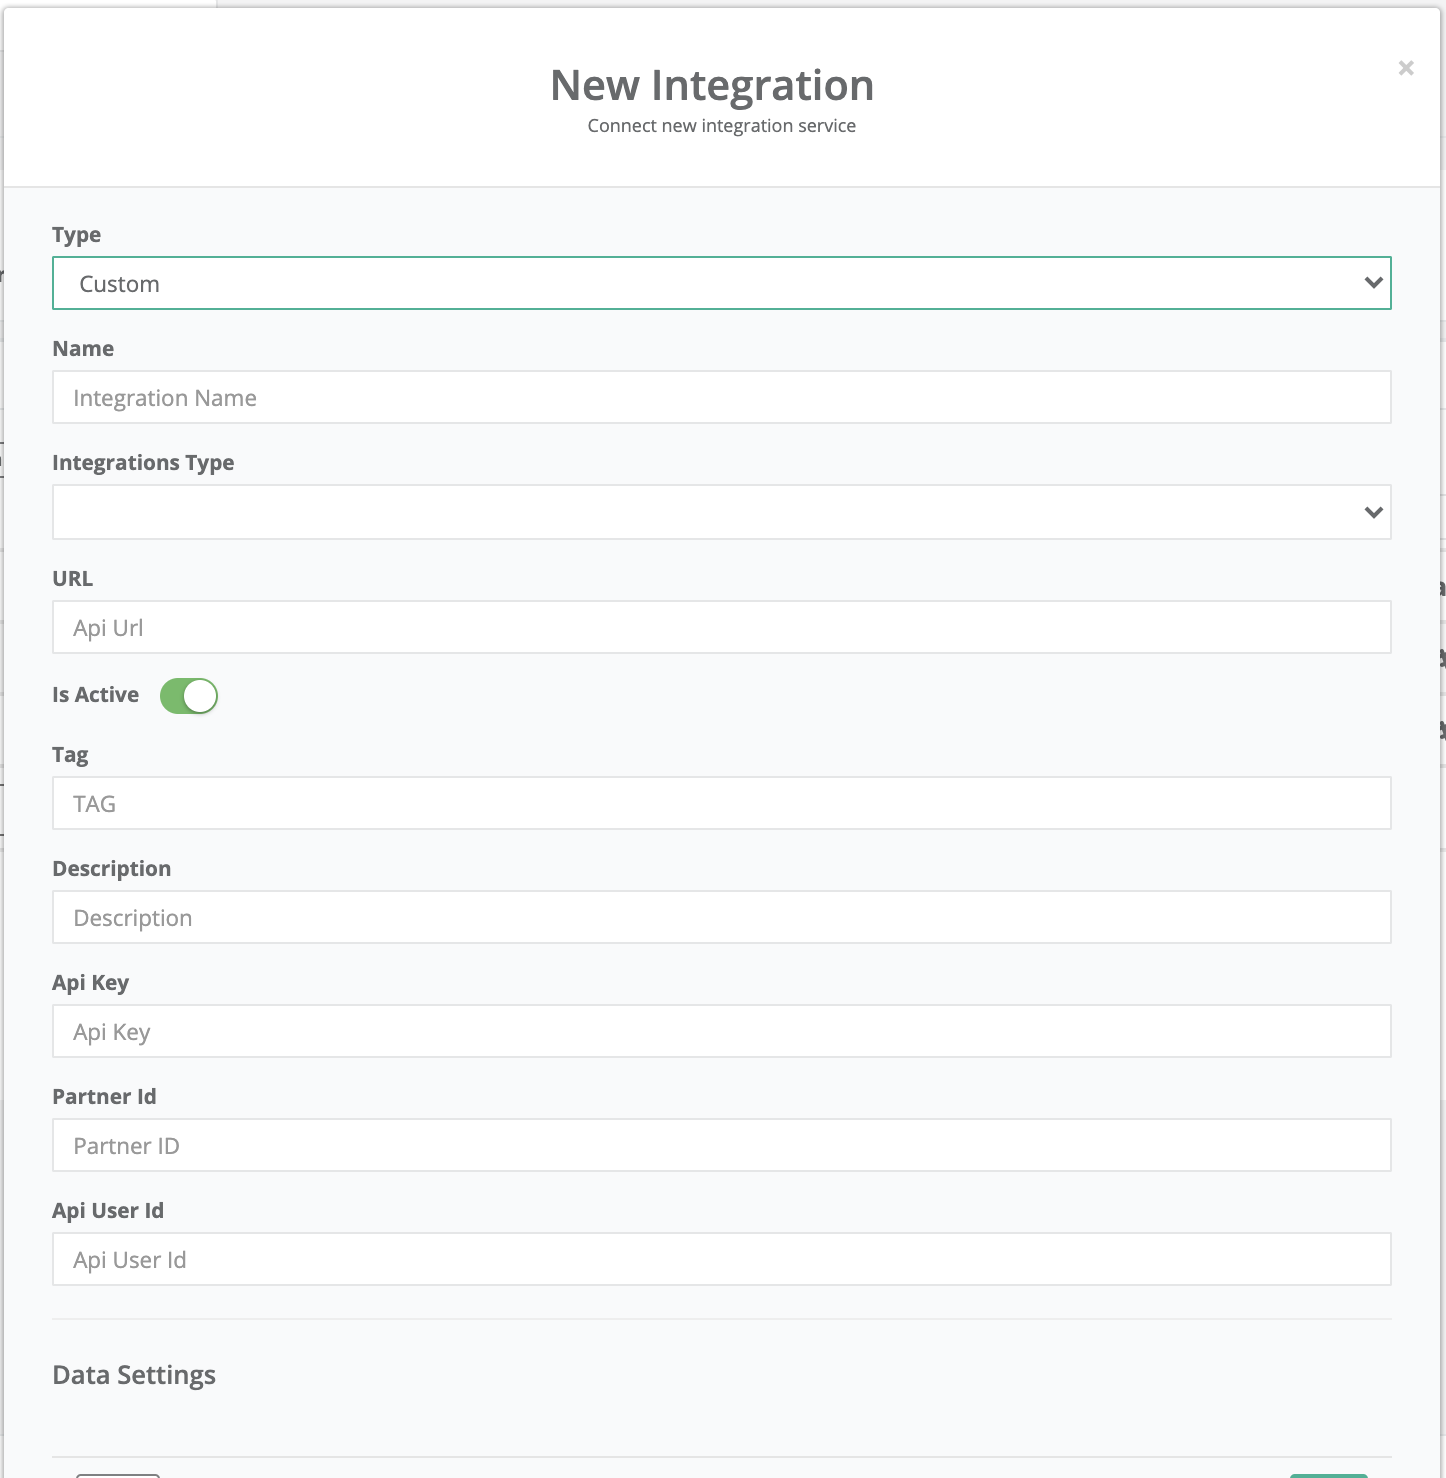 New Integration
×
Connect new integration service
Type
Custom
Name
Integration Name
Integrations Type
URL
Api Url
Is Active
Tag
TAG
Description
Description
Api Key
Api Key
Partner Id
Partner ID
Api User Id
Api User Id
Data Settings